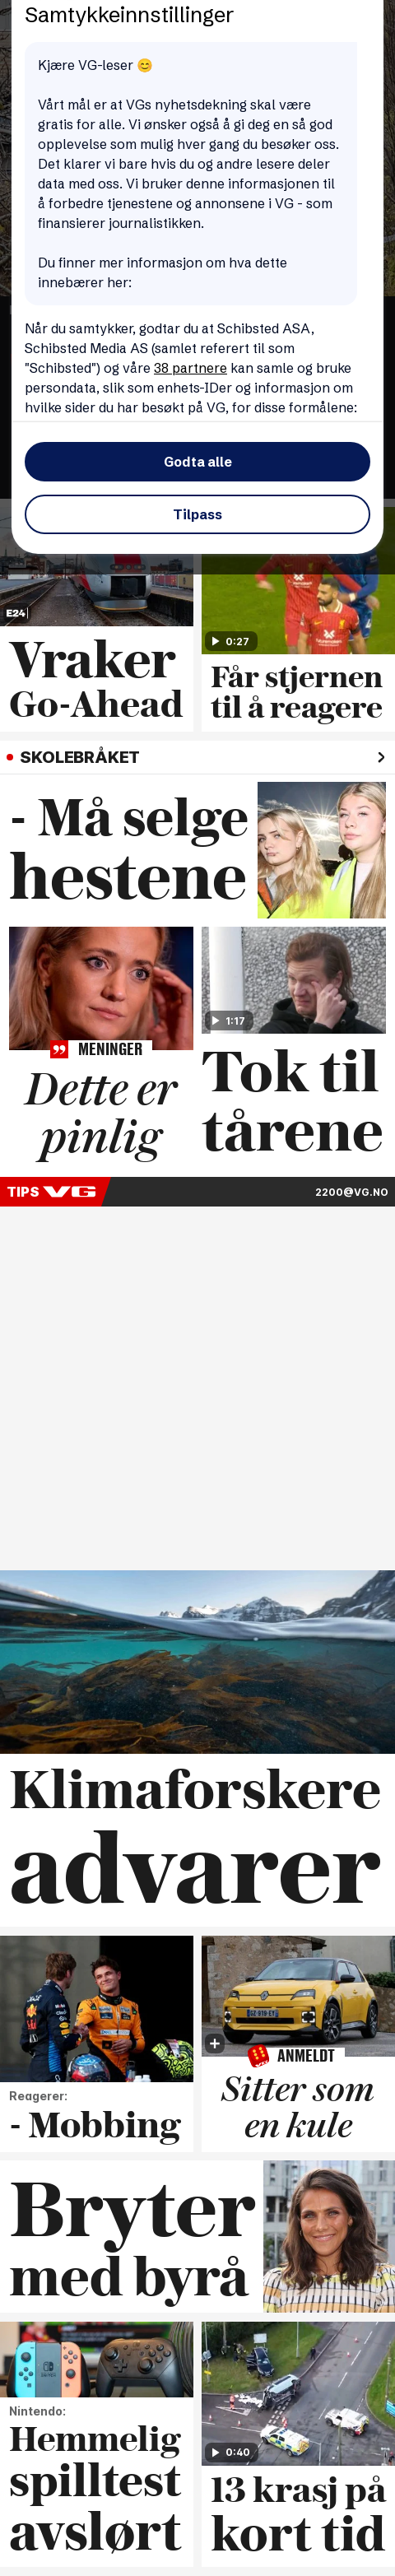 Samtykkeinnstillinger
Kjære VG-leser 😊
Vårt mål er at VGs nyhetsdekning skal være
gratis for alle. Vi ønsker også å gi deg en så god
opplevelse som mulig hver gang du besøker oss.
Det klarer vi bare hvis du og andre lesere deler
data med oss. Vi bruker denne informasjonen til
å forbedre tjenestene og annonsene i VG - som
finansierer journalistikken.
Du finner mer informasjon om hva dette
innebærer her:
Når du samtykker, godtar du at Schibsted ASA,
Schibsted Media AS (samlet referert til som
"Schibsted") og våre 38 partnere kan samle og bruke
persondata, slik som enhets-IDer og informasjon om
hvilke sider du har besøkt på VG, for disse formålene:
Godta alle
Tilpass
E24
Vraker
Go-Ahead
0:27
Får stjernen
til å reagere
SKOLEBRÅKET
- Må selge
hestene
MENINGER
Dette er
pinlig
1:17
Tok til
tårene
TIPS VG
2200@VG.NO
Klimaforskere
advarer
Reagerer:
- Mobbing
ANMELDT
Sitter som
en kule
Bryter
med byrå
Nintendo:
Hemmelig
spilltest
avslørt
0:40
13 krasj på
kort tid